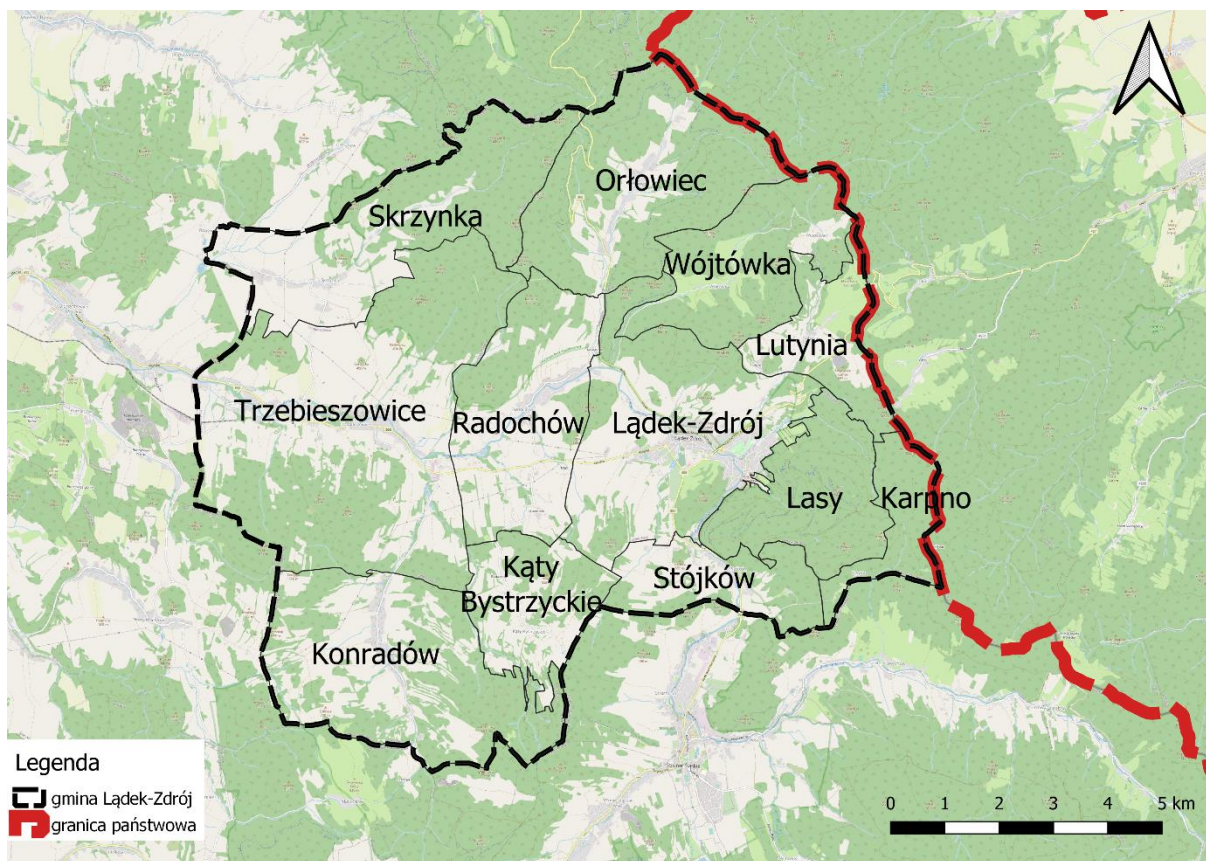 Orłowiec
Skrzynka
Wójtówka
Lutynia
Trzebieszowice
Radochów
Lądek-Zdrój
Lasy
Karpno
Kąty
Bystrzyckie
Stójków
Konradów
Legenda
gmina Lądek-Zdrój
granica państwowa
0 1 2 3 4 5 km